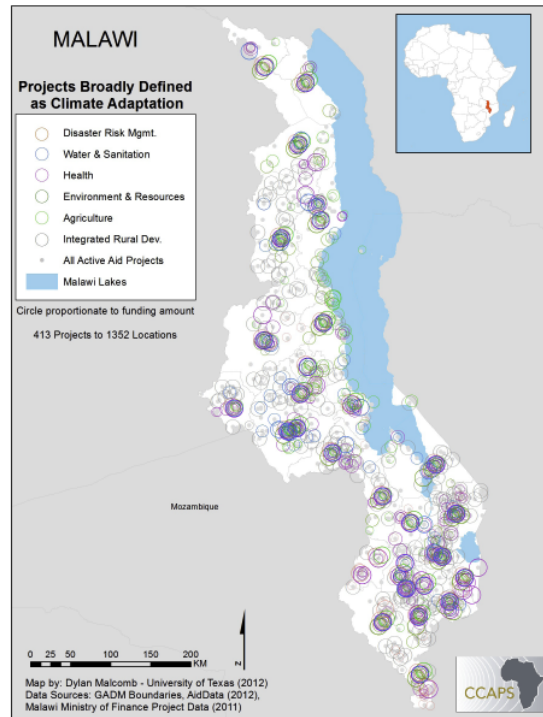 MALAWI
Projects Broadly Defined
as Climate Adaptation
Disaster Risk Mgmt.
Water & Sanitation
Health
Environment & Resources
Agriculture
Integrated Rural Dev.
All Active Aid Projects
Malawi Lakes
Circle proportionate to funding amount
413 Projects to 1352 Locations
Mozambique
0 25 50 100 150 200
KM
N
Map by: Dylan Malcomb - University of Texas (2012)
Data Sources: GADM Boundaries, AidData (2012),
Malawi Ministry of Finance Project Data (2011)
CCAPS